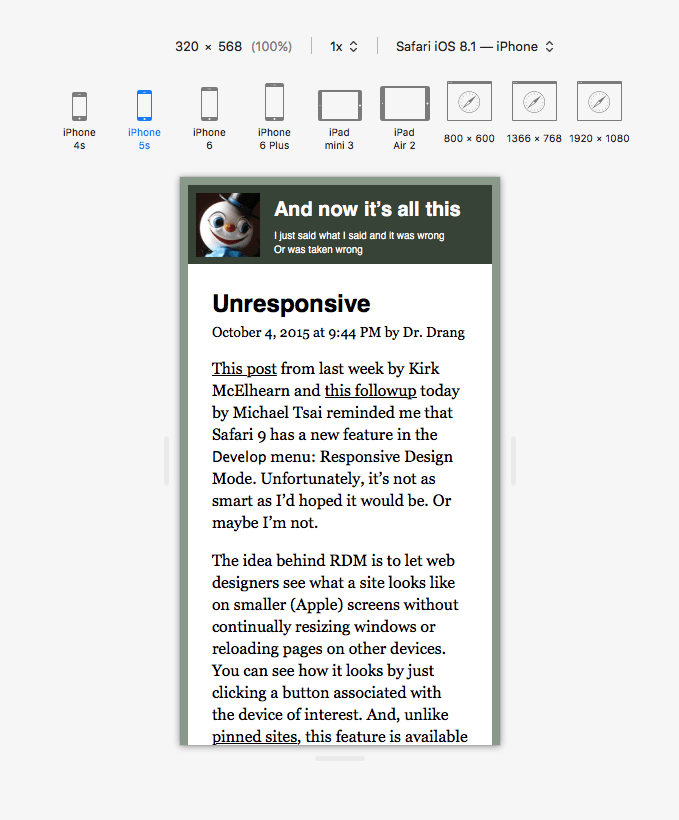 320 × 568 (100%) 1x Safari iOS 8.1 — iPhone
iPhone 4s
iPhone 5s
iPhone 6
iPhone 6 Plus
iPad mini 3
iPad Air 2
800 × 600
1366 × 768
1920 × 1080
And now it’s all this
I just said what I said and it was wrong
Or was taken wrong
Unresponsive
October 4, 2015 at 9:44 PM by Dr. Drang
This post from last week by Kirk
McElhearn and this followup today
by Michael Tsai reminded me that
Safari 9 has a new feature in the
Develop menu: Responsive Design
Mode. Unfortunately, it’s not as
smart as I’d hoped it would be. Or
maybe I’m not.
The idea behind RDM is to let web
designers see what a site looks like
on smaller (Apple) screens without
continually resizing windows or
reloading pages on other devices.
You can see how it looks by just
clicking a button associated with
the device of interest. And, unlike
pinned sites, this feature is available